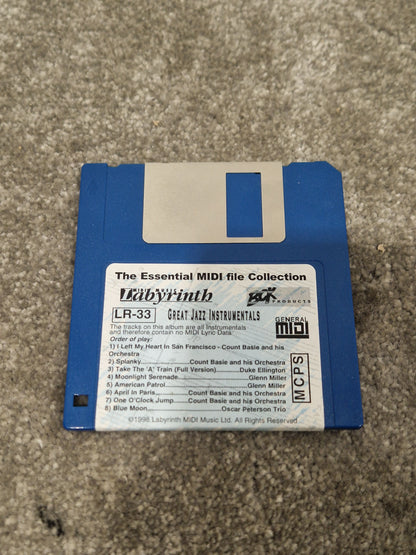 The Essential MIDI file Collection
MIDI MUSIC
Labyrinth
PRODUCTS
LR-33 GREAT JAZZ INSTRUMENTALS
GENERAL
MIDI
The tracks on this album are all Instrumentals
and therefore contain no MIDI Lyric Data
Order of play:
1) I Left My Heart In San Francisco - Count Basie and his
Orchestra
2) Splanky..............Count Basie and his Orchestra
3) Take The 'A' Train (Full Version)........Duke Ellington
4) Moonlight Serenade....................Glenn Miller
5) American Patrol.......................Glenn Miller
6) April In Paris..........Count Basie and his Orchestra
7) One O'Clock Jump.....Count Basie and his Orchestra
8) Blue Moon......................Oscar Peterson Trio
MCPS
©1998 Labyrinth MIDI Music Ltd. All Rights Reserved